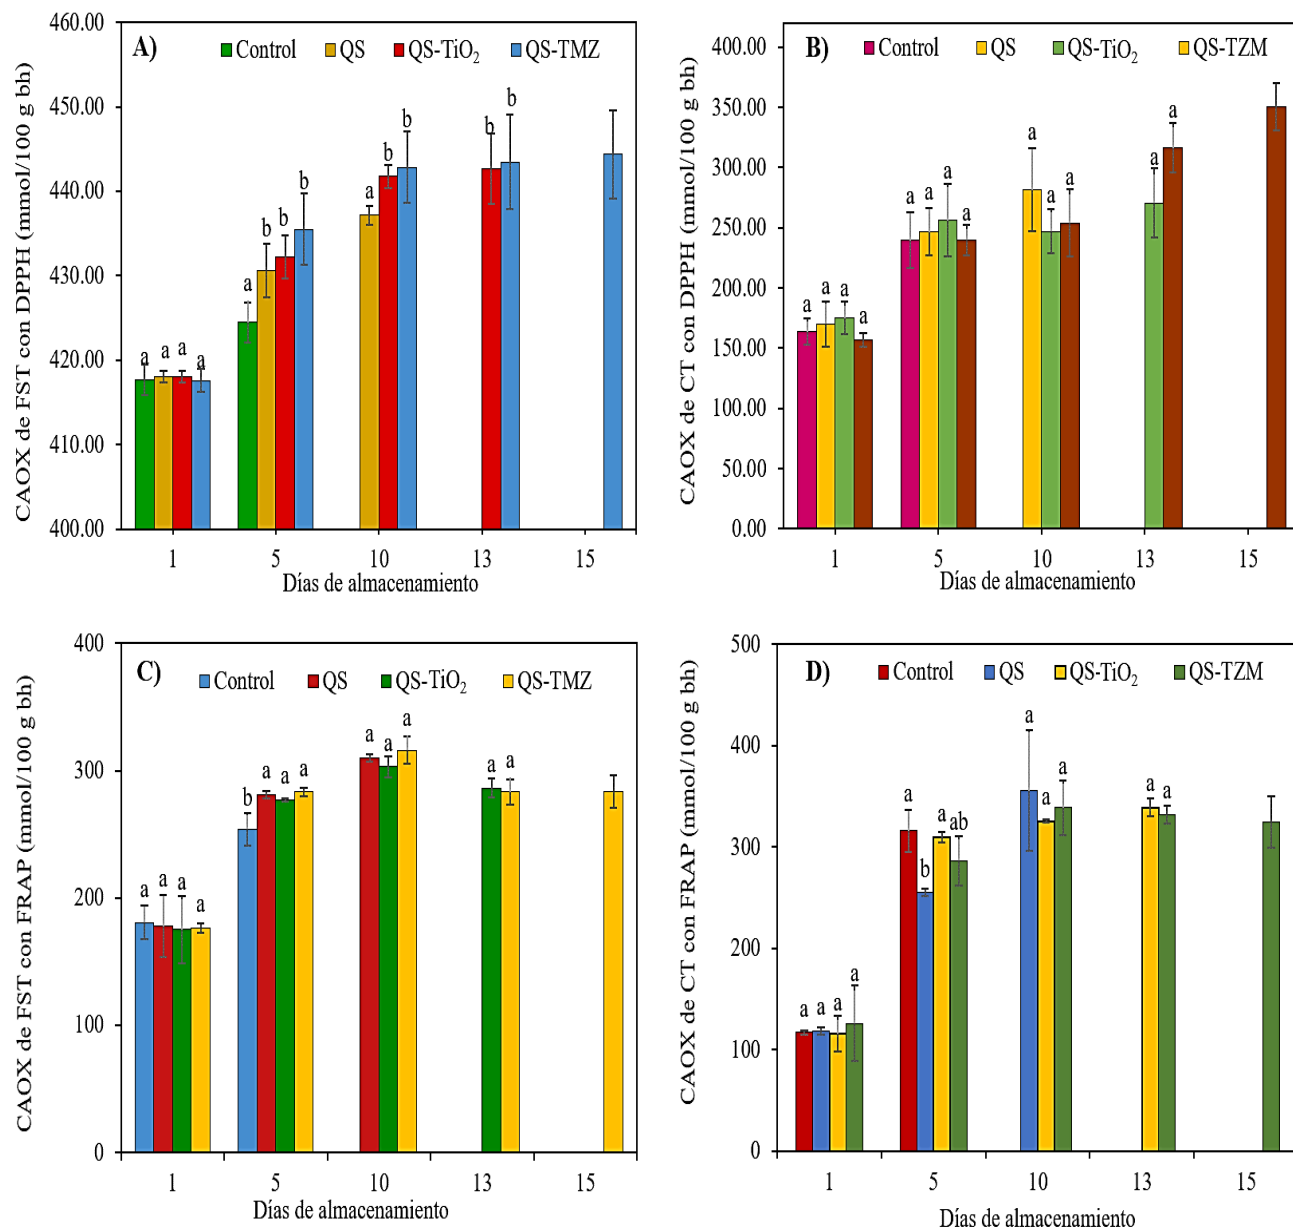 A)
Control QS QS-TiO2 QS-TMZ
CAOX de FST con DPPH (mmol/100 g bh)
460.00
450.00
440.00
430.00
420.00
410.00
400.00
a a a a
a b b b
a b b
b b
1 5 10 13 15
Días de almacenamiento
B)
Control QS QS-TiO2 QS-TZM
CAOX de CT con DPPH (mmol/100 g bh)
400.00
350.00
300.00
250.00
200.00
150.00
100.00
50.00
0.00
a a a a
a a a a
a a a
a a
1 5 10 13 15
Días de almacenamiento
C)
Control QS QS-TiO2 QS-TMZ
CAOX de FST con FRAP (mmol/100 g bh)
400
300
200
100
0
a a a a
b a a a
a a a
a a
1 5 10 13 15
Días de almacenamiento
D)
Control QS QS-TiO2 QS-TZM
CAOX de CT con FRAP (mmol/100 g bh)
500
400
300
200
100
0
a a a a
a b a ab
a a a
a a
1 5 10 13 15
Días de almacenamiento